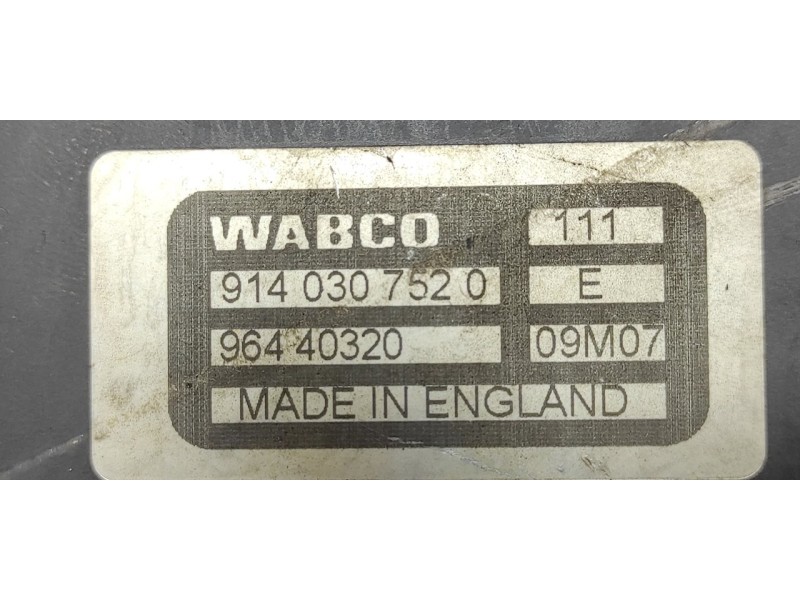 WABCO 111
914 030 752 0 E
964 40320 09M07
MADE IN ENGLAND